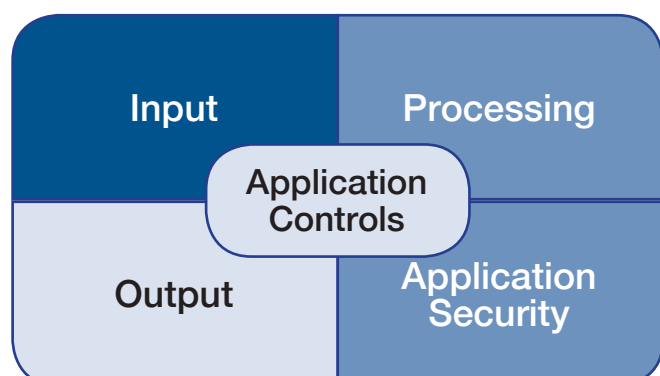 Input
Processing
Application
Controls
Output
Application
Security